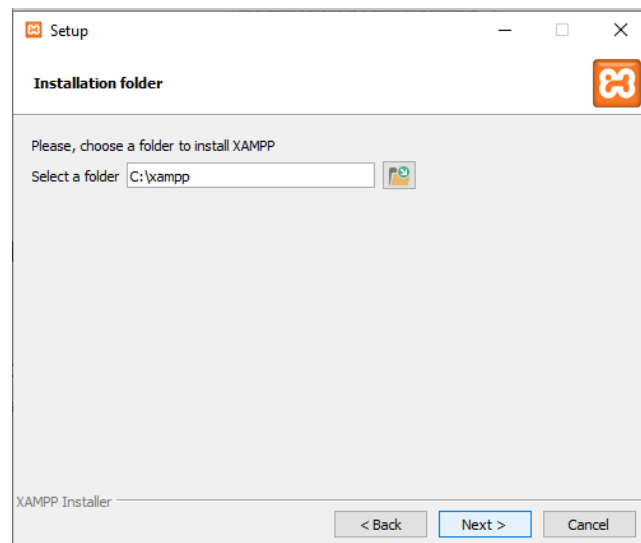 Setup
Installation folder
Please, choose a folder to install XAMPP
Select a folder C:\xampp
XAMPP Installer
< Back Next > Cancel